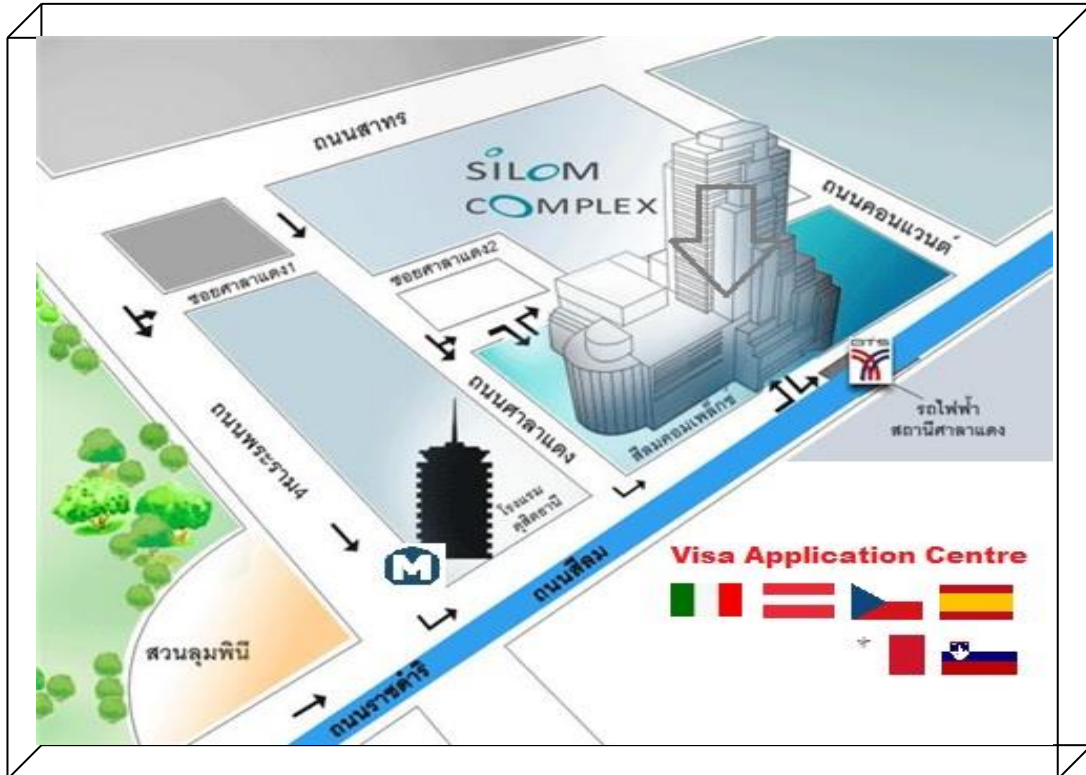 ถนนสาทร
SILOM
COMPLEX
ถนนคอนแวนต์
ซอยศาลาแดง1
ซอยศาลาแดง2
BTS
รถไฟฟ้า
สถานีศาลาแดง
ถนนศาลาแดง
สีลมคอมเพล็กซ์
ถนนพระราม4
โรงแรม
ดุสิตธานี
M
ถนนสีลม
Visa Application Centre
สวนลุมพินี
ถนนราชดำริ